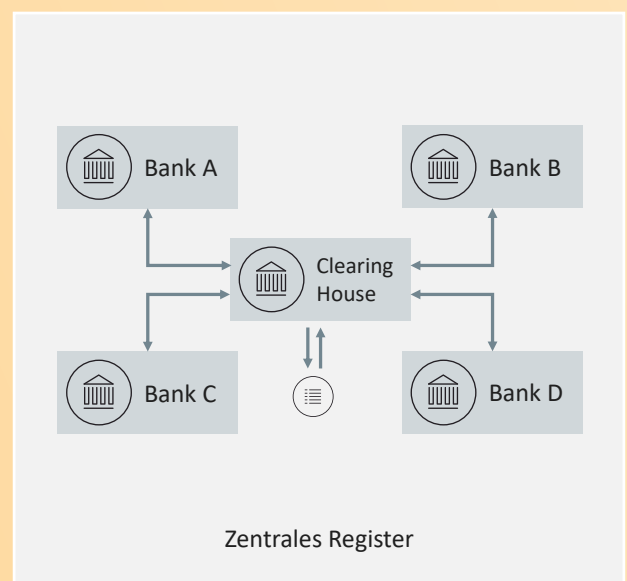 Bank A
Bank B
Clearing
House
Bank C
Bank D
Zentrales Register